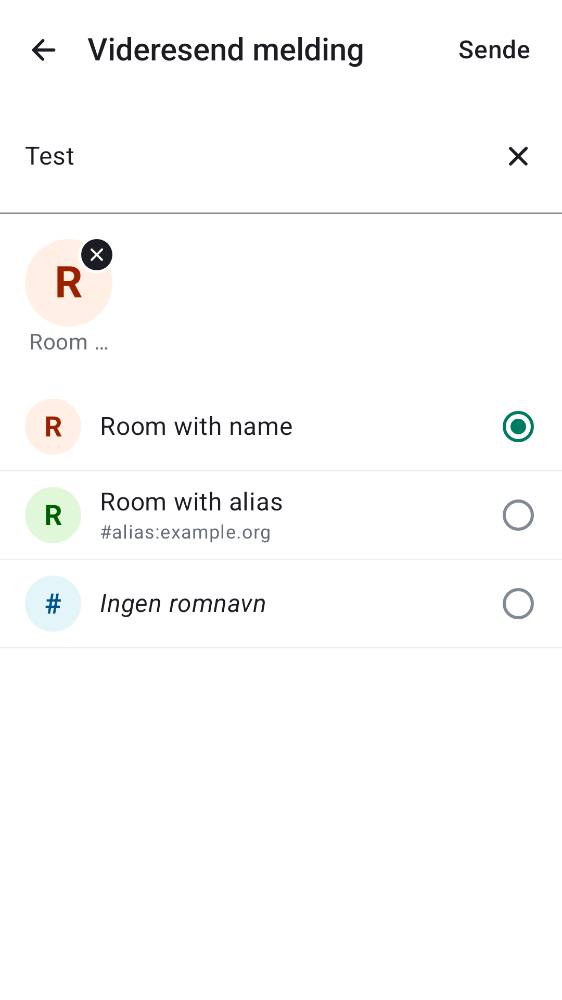 Videresend melding
Sende
Test
R
Room …
R
Room with name
R
Room with alias
#alias:example.org
#
Ingen romnavn